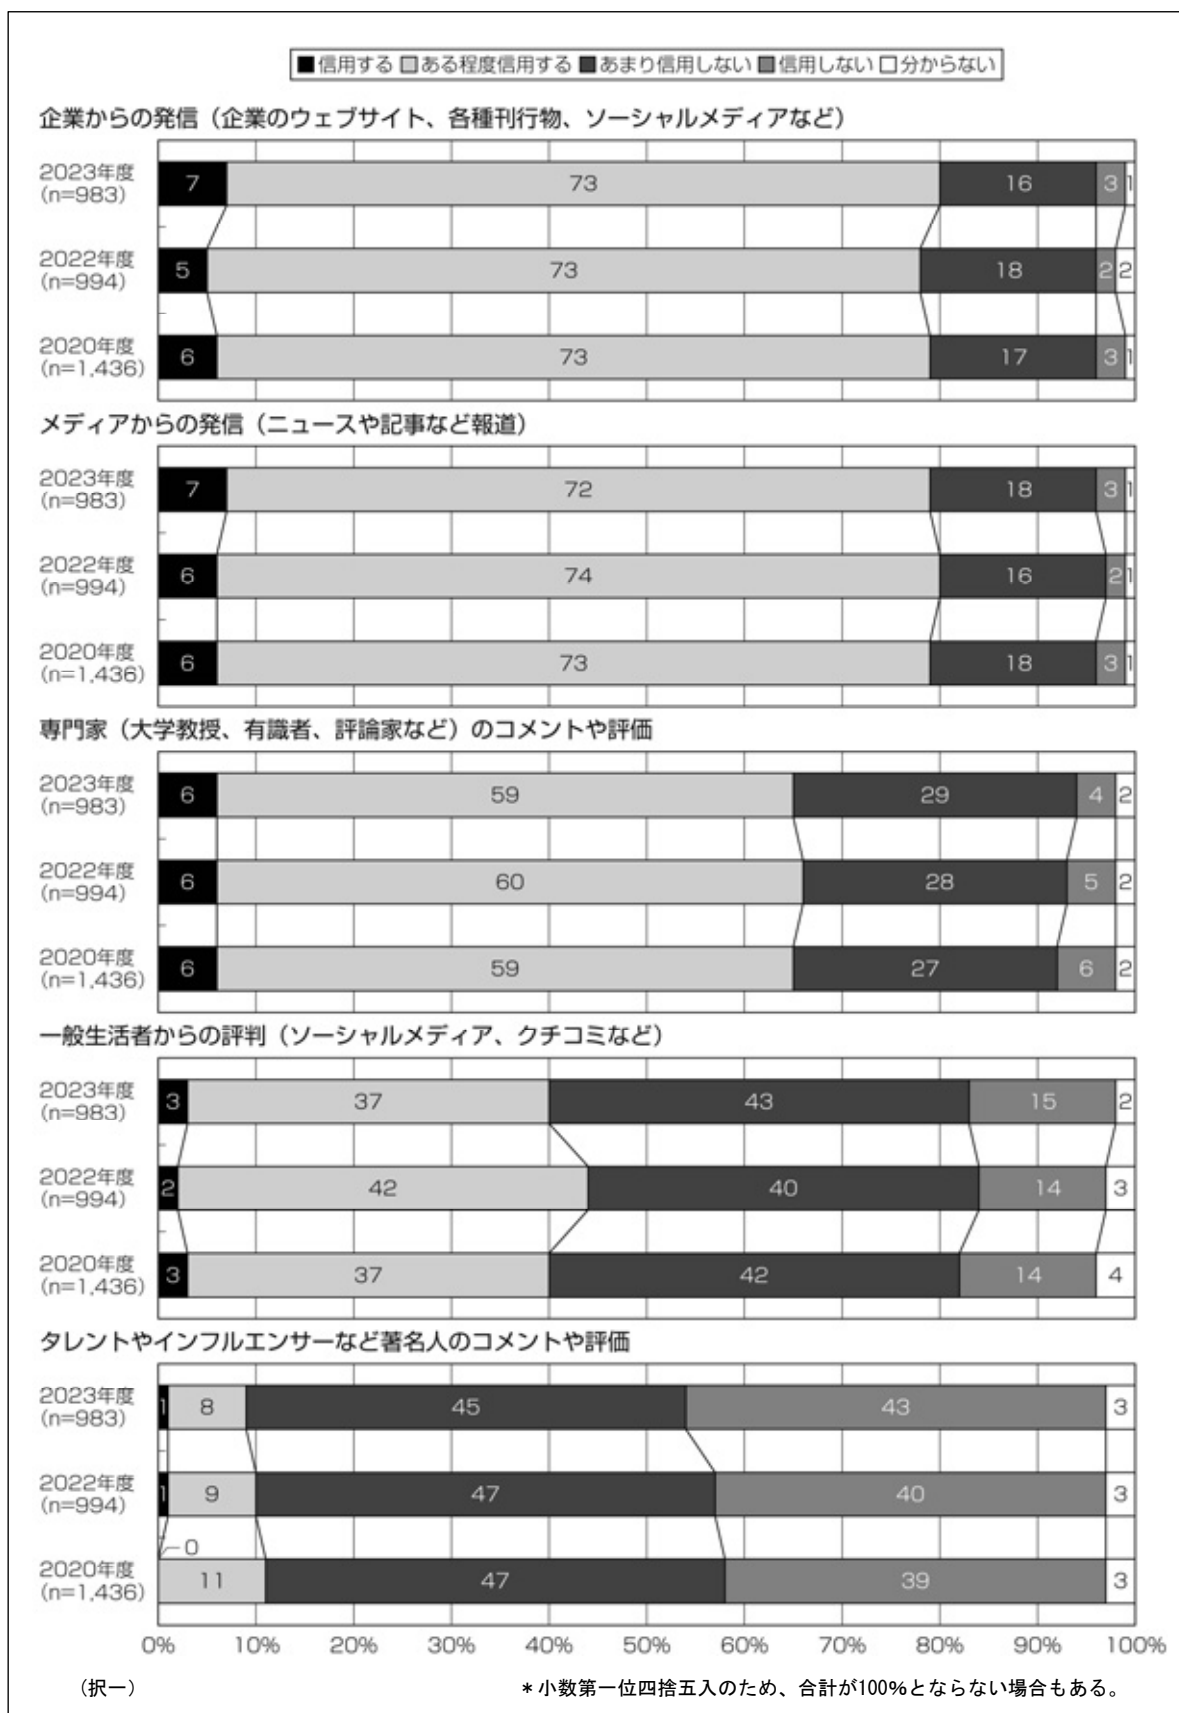 ■信用する □ある程度信用する ■あまり信用しない ■信用しない □分からない
企業からの発信（企業のウェブサイト、各種刊行物、ソーシャルメディアなど）
2023年度
(n=983)
7 73 16 3 1
2022年度
(n=994)
5 73 18 2 2
2020年度
(n=1,436)
6 73 17 3 1
メディアからの発信（ニュースや記事など報道）
2023年度
(n=983)
7 72 18 3 1
2022年度
(n=994)
6 74 16 2 1
2020年度
(n=1,436)
6 73 18 3 1
専門家（大学教授、有識者、評論家など）のコメントや評価
2023年度
(n=983)
6 59 29 4 2
2022年度
(n=994)
6 60 28 5 2
2020年度
(n=1,436)
6 59 27 6 2
一般生活者からの評判（ソーシャルメディア、クチコミなど）
2023年度
(n=983)
3 37 43 15 2
2022年度
(n=994)
2 42 40 14 3
2020年度
(n=1,436)
3 37 42 14 4
タレントやインフルエンサーなど著名人のコメントや評価
2023年度
(n=983)
1 8 45 43 3
2022年度
(n=994)
1 9 47 40 3
0
2020年度
(n=1,436)
11 47 39 3
0% 10% 20% 30% 40% 50% 60% 70% 80% 90% 100%
（択一） ＊小数第一位四捨五入のため、合計が100%とならない場合もある。